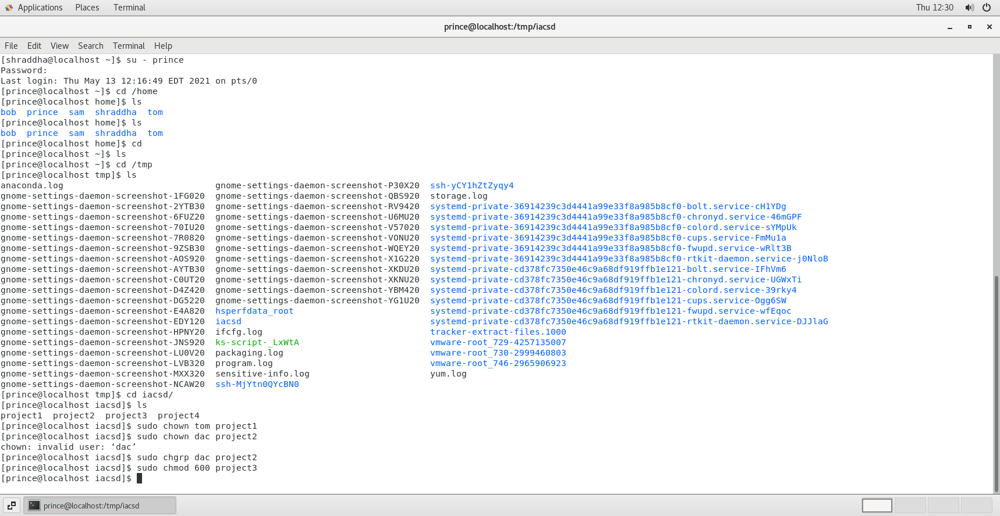 Applications Places Terminal Thu 12:30
prince@localhost:/tmp/iacsd
File Edit View Search Terminal Help
[shraddha@localhost ~]$ su - prince
Password:
Last login: Thu May 13 12:16:49 EDT 2021 on pts/0
[prince@localhost ~]$ cd /home
[prince@localhost home]$ ls
bob  prince  sam  shraddha  tom
[prince@localhost home]$ ls
bob  prince  sam  shraddha  tom
[prince@localhost home]$ cd
[prince@localhost ~]$ ls
[prince@localhost ~]$ cd /tmp
[prince@localhost tmp]$ ls
anaconda.log                             gnome-settings-daemon-screenshot-P30X20  ssh-yCY1hZtZyqy4
gnome-settings-daemon-screenshot-1FG020  gnome-settings-daemon-screenshot-QBS920  storage.log
gnome-settings-daemon-screenshot-2YTB30  gnome-settings-daemon-screenshot-RV9420  systemd-private-36914239c3d4441a99e33f8a985b8cf0-bolt.service-cH1YDg
gnome-settings-daemon-screenshot-6FUZ20  gnome-settings-daemon-screenshot-U6MU20  systemd-private-36914239c3d4441a99e33f8a985b8cf0-chronyd.service-46mGPF
gnome-settings-daemon-screenshot-70IU20  gnome-settings-daemon-screenshot-V57020  systemd-private-36914239c3d4441a99e33f8a985b8cf0-colord.service-sYMpUk
gnome-settings-daemon-screenshot-7R0820  gnome-settings-daemon-screenshot-VONU20  systemd-private-36914239c3d4441a99e33f8a985b8cf0-cups.service-FmMu1a
gnome-settings-daemon-screenshot-9ZSB30  gnome-settings-daemon-screenshot-WQEY20  systemd-private-36914239c3d4441a99e33f8a985b8cf0-fwupd.service-wRlt3B
gnome-settings-daemon-screenshot-AOS920  gnome-settings-daemon-screenshot-X1G220  systemd-private-36914239c3d4441a99e33f8a985b8cf0-rtkit-daemon.service-j0NloB
gnome-settings-daemon-screenshot-AYTB30  gnome-settings-daemon-screenshot-XKDU20  systemd-private-cd378fc7350e46c9a68df919ffb1e121-bolt.service-IFhVm6
gnome-settings-daemon-screenshot-C0UT20  gnome-settings-daemon-screenshot-XKNU20  systemd-private-cd378fc7350e46c9a68df919ffb1e121-chronyd.service-UGWxTi
gnome-settings-daemon-screenshot-D4Z420  gnome-settings-daemon-screenshot-YBM420  systemd-private-cd378fc7350e46c9a68df919ffb1e121-colord.service-39rky4
gnome-settings-daemon-screenshot-DG5220  gnome-settings-daemon-screenshot-YG1U20  systemd-private-cd378fc7350e46c9a68df919ffb1e121-cups.service-Ogg6SW
gnome-settings-daemon-screenshot-E4A820  hsperfdata_root                          systemd-private-cd378fc7350e46c9a68df919ffb1e121-fwupd.service-wfEqoc
gnome-settings-daemon-screenshot-EDY120  iacsd                                    systemd-private-cd378fc7350e46c9a68df919ffb1e121-rtkit-daemon.service-DJJlaG
gnome-settings-daemon-screenshot-HPNY20  ifcfg.log                                tracker-extract-files.1000
gnome-settings-daemon-screenshot-JNS920  ks-script-_LxWtA                         vmware-root_729-4257135007
gnome-settings-daemon-screenshot-LU0V20  packaging.log                            vmware-root_730-2999460803
gnome-settings-daemon-screenshot-LVB320  program.log                              vmware-root_746-2965906923
gnome-settings-daemon-screenshot-MXX320  sensitive-info.log                       yum.log
gnome-settings-daemon-screenshot-NCAW20  ssh-MjYtn0QYcBN0
[prince@localhost tmp]$ cd iacsd/
[prince@localhost iacsd]$ ls
project1  project2  project3  project4
[prince@localhost iacsd]$ sudo chown tom project1
[prince@localhost iacsd]$ sudo chown dac project2
chown: invalid user: ‘dac’
[prince@localhost iacsd]$ sudo chgrp dac project2
[prince@localhost iacsd]$ sudo chmod 600 project3
[prince@localhost iacsd]$
prince@localhost:/tmp/iacsd